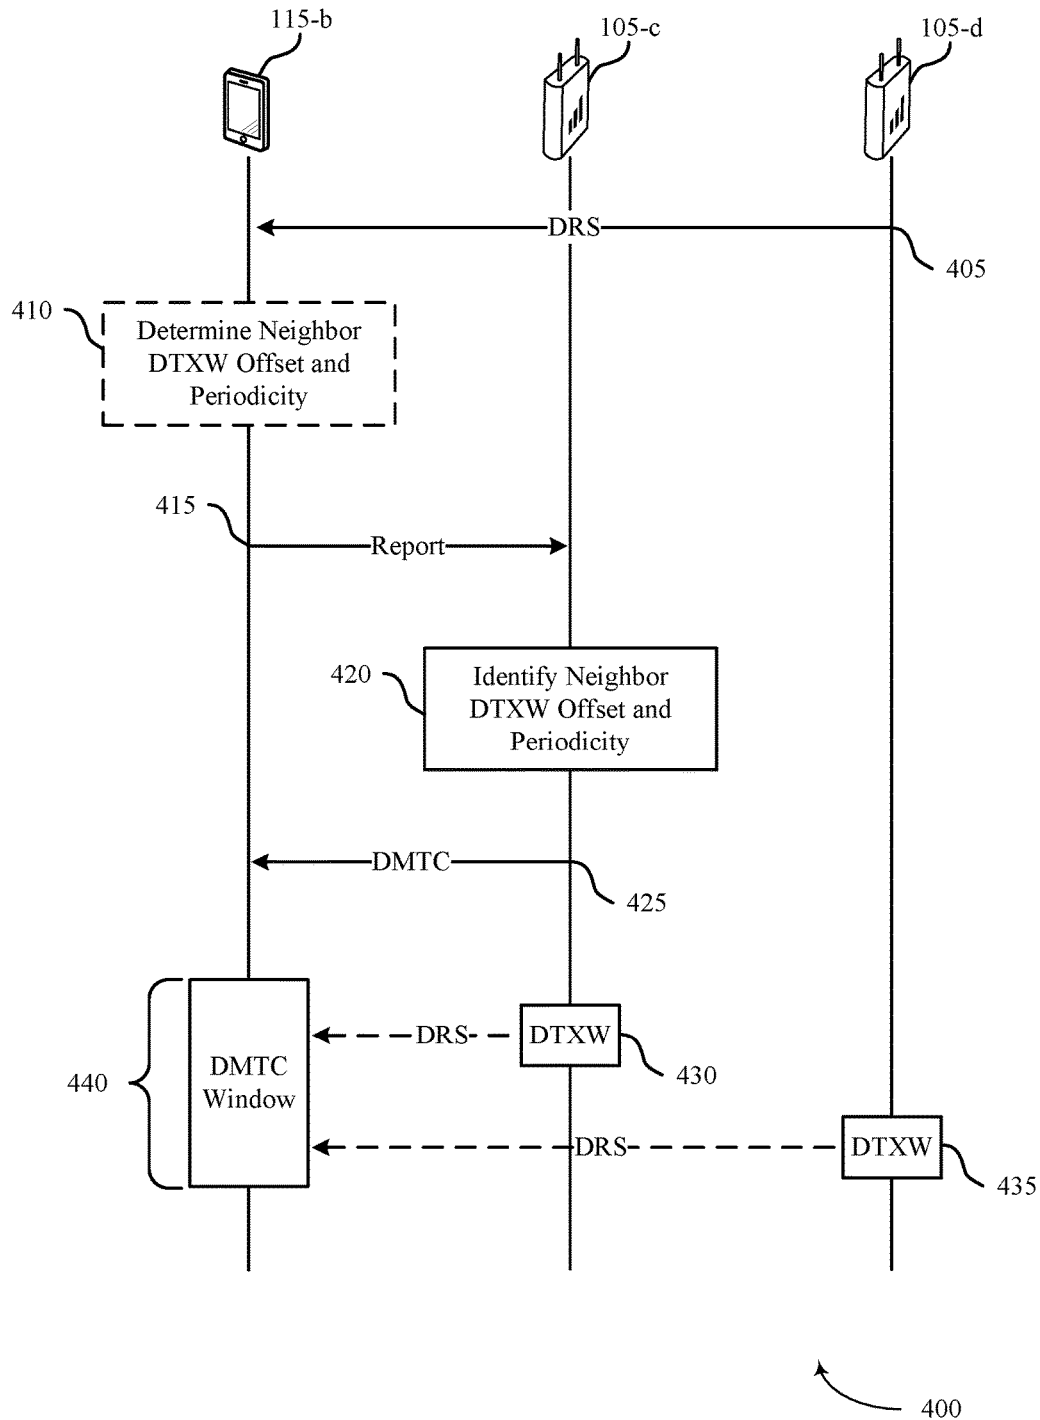 115-b
105-c
105-d
DRS
405
410
Determine Neighbor
DTXW Offset and
Periodicity
415
Report
420
Identify Neighbor
DTXW Offset and
Periodicity
DMTC
425
440
DMTC
Window
DRS
DTXW
430
DRS
DTXW
435
400